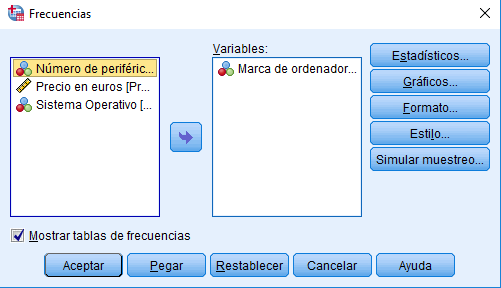 Frecuencias
Variables:
Número de periféric...
Precio en euros [Pr...
Sistema Operativo [...
Marca de ordenador...
Estadísticos...
Gráficos...
Formato...
Estilo...
Simular muestreo...
Mostrar tablas de frecuencias
Aceptar
Pegar
Restablecer
Cancelar
Ayuda